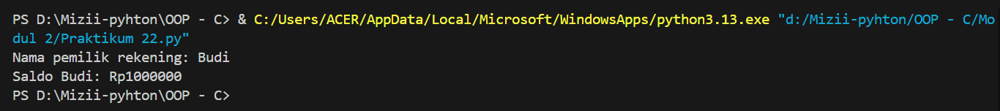 PS D:\Mizii-pyhton\OOP - C> & C:/Users/ACER/AppData/Local/Microsoft/WindowsApps/python3.13.exe "d:/Mizii-pyhton/OOP - C/Mo
dul 2/Praktikum 22.py"
Nama pemilik rekening: Budi
Saldo Budi: Rp1000000
PS D:\Mizii-pyhton\OOP - C>